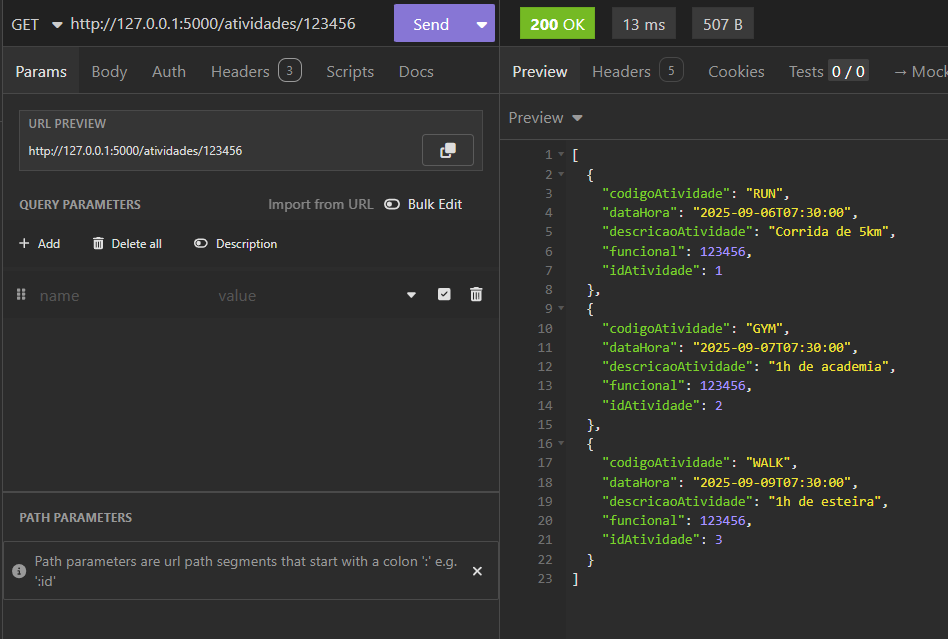 GET http://127.0.0.1:5000/atividades/123456 Send
Params Body Auth Headers 3 Scripts Docs
URL PREVIEW
http://127.0.0.1:5000/atividades/123456
QUERY PARAMETERS Import from URL Bulk Edit
+ Add Delete all Description
name value
PATH PARAMETERS
Path parameters are url path segments that start with a colon ':' e.g.
':id'
200 OK 13 ms 507 B
Preview Headers 5 Cookies Tests 0 / 0 → Mock
Preview
1 [
2 {
3 "codigoAtividade": "RUN",
4 "dataHora": "2025-09-06T07:30:00",
5 "descricaoAtividade": "Corrida de 5km",
6 "funcional": 123456,
7 "idAtividade": 1
8 },
9 {
10 "codigoAtividade": "GYM",
11 "dataHora": "2025-09-07T07:30:00",
12 "descricaoAtividade": "1h de academia",
13 "funcional": 123456,
14 "idAtividade": 2
15 },
16 {
17 "codigoAtividade": "WALK",
18 "dataHora": "2025-09-09T07:30:00",
19 "descricaoAtividade": "1h de esteira",
20 "funcional": 123456,
21 "idAtividade": 3
22 }
23 ]